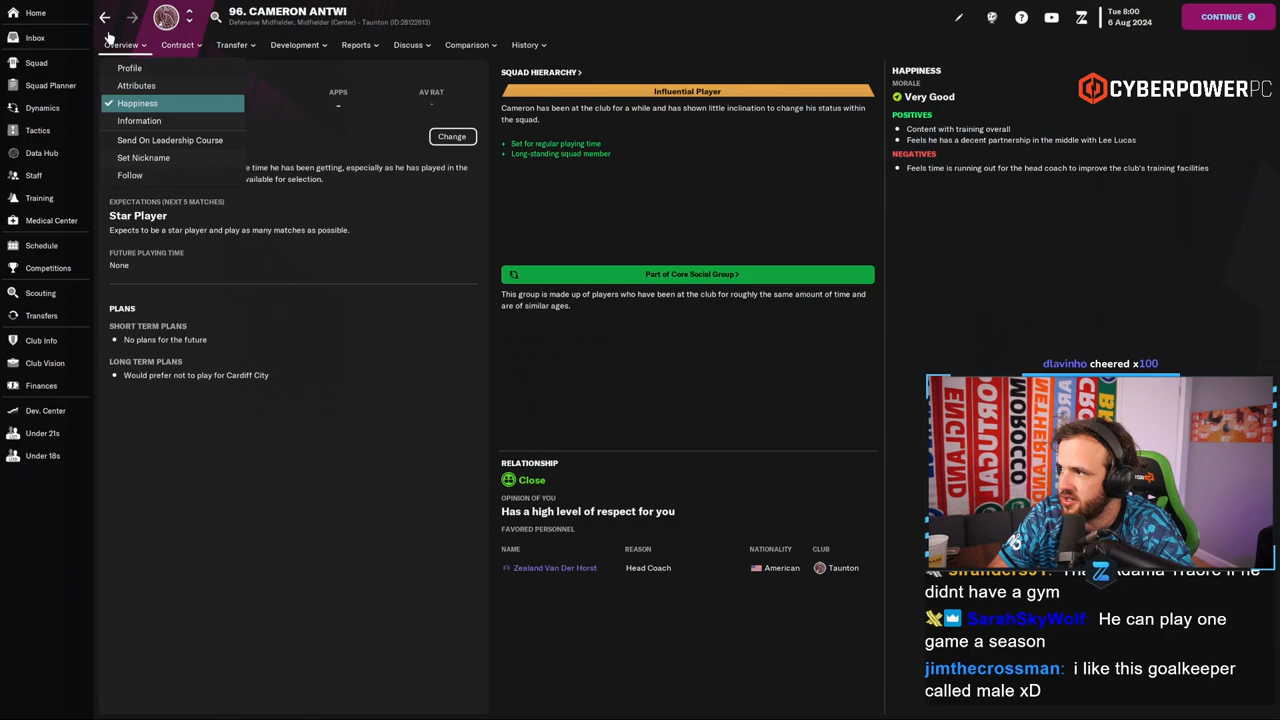 Home
Inbox
Squad
Squad Planner
Dynamics
Tactics
Data Hub
Staff
Training
Medical Center
Schedule
Competitions
Scouting
Transfers
Club Info
Club Vision
Finances
Dev. Center
Under 21s
Under 18s
96. CAMERON ANTWI
Defensive Midfielder, Midfielder (Center) - Taunton (ID:28122813)
Tue 8:00
6 Aug 2024
CONTINUE
Overview
Contract
Transfer
Development
Reports
Discuss
Comparison
History
Profile
Attributes
Happiness
Information
Send On Leadership Course
Set Nickname
Follow
APPS
AV RAT
-
-
Change
e time he has been getting, especially as he has played in the
vailable for selection.
EXPECTATIONS (NEXT 5 MATCHES)
Star Player
Expects to be a star player and play as many matches as possible.
FUTURE PLAYING TIME
None
PLANS
SHORT TERM PLANS
No plans for the future
LONG TERM PLANS
Would prefer not to play for Cardiff City
SQUAD HIERARCHY >
Influential Player
Cameron has been at the club for a while and has shown little inclination to change his status within
the squad.
+ Set for regular playing time
+ Long-standing squad member
Part of Core Social Group >
This group is made up of players who have been at the club for roughly the same amount of time and
are of similar ages.
RELATIONSHIP
Close
OPINION OF YOU
Has a high level of respect for you
FAVORED PERSONNEL
NAME REASON NATIONALITY CLUB
Zealand Van Der Horst Head Coach American Taunton
HAPPINESS
MORALE
Very Good
POSITIVES
Content with training overall
Feels he has a decent partnership in the middle with Lee Lucas
NEGATIVES
Feels time is running out for the head coach to improve the club's training facilities
CYBERPOWERPC
dlavinho cheered x100
ENGLAND
PORTUGAL
MOROCCO
NETHERLAND
didnt have a gym
SarahSkyWolf: He can play one
game a season
jimthecrossman: i like this goalkeeper
called male xD